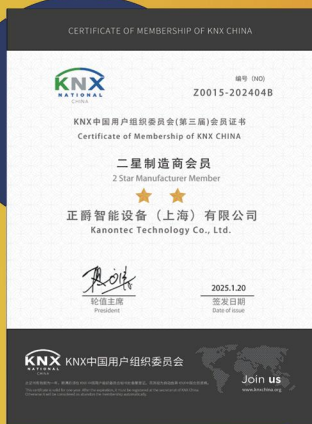 CERTIFICATE OF MEMBERSHIP OF KNX CHINA
KNX
NATIONAL
CHINA
编号 (NO)
Z0015-202404B
KNX中国用户组织委员会(第三届)会员证书
Certificate of Membership of KNX CHINA
二星制造商会员
2 Star Manufacturer Member
正爵智能设备（上海）有限公司
Kanontec Technology Co., Ltd.
轮值主席
President
2025.1.20
签发日期
Date of issue
KNX
NATIONAL
CHINA
KNX中国用户组织委员会
Join us
www.knxchina.org